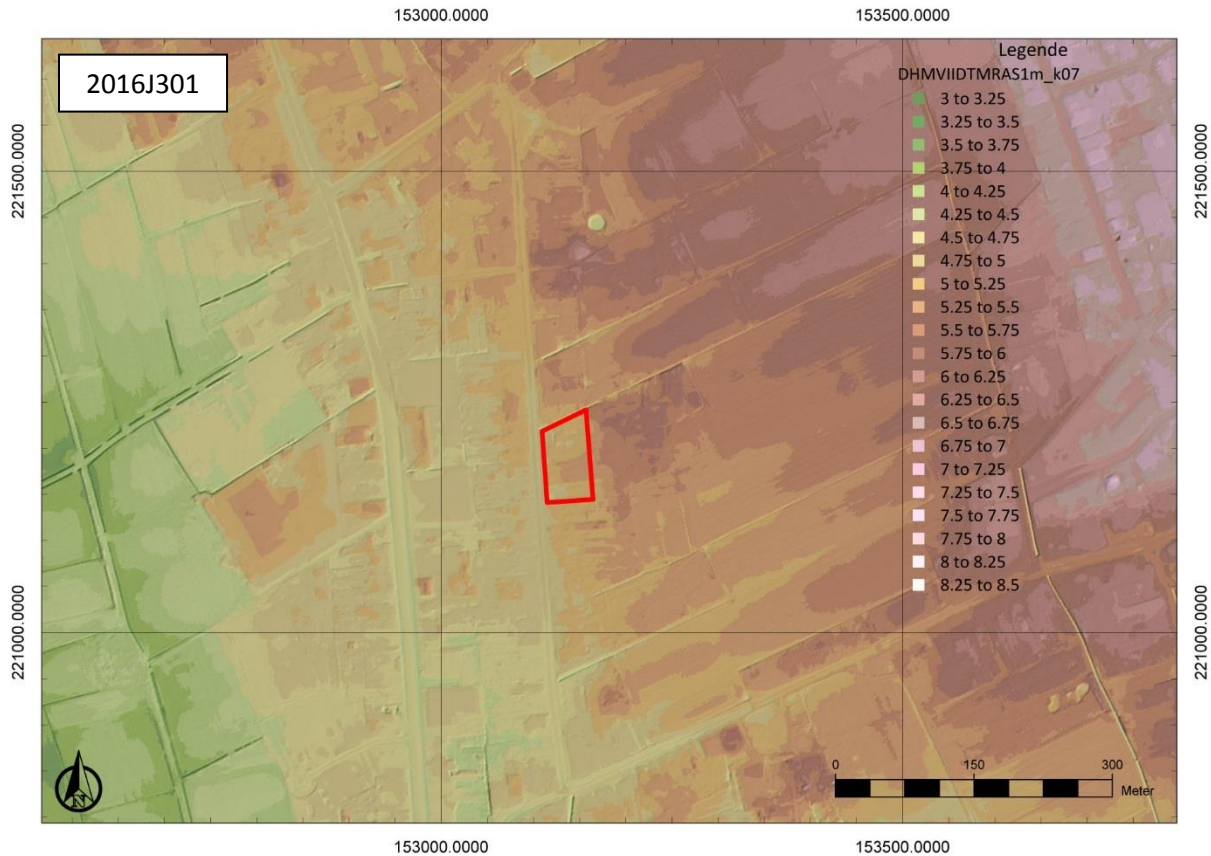 153000.0000
153500.0000
2016J301
Legende
DHMVIIDTMRAS1m_k07
3 to 3.25
3.25 to 3.5
3.5 to 3.75
3.75 to 4
4 to 4.25
4.25 to 4.5
4.5 to 4.75
4.75 to 5
5 to 5.25
5.25 to 5.5
5.5 to 5.75
5.75 to 6
6 to 6.25
6.25 to 6.5
6.5 to 6.75
6.75 to 7
7 to 7.25
7.25 to 7.5
7.5 to 7.75
7.75 to 8
8 to 8.25
8.25 to 8.5
221500.0000
221500.0000
221000.0000
221000.0000
N
0
150
300
Meter
153000.0000
153500.0000